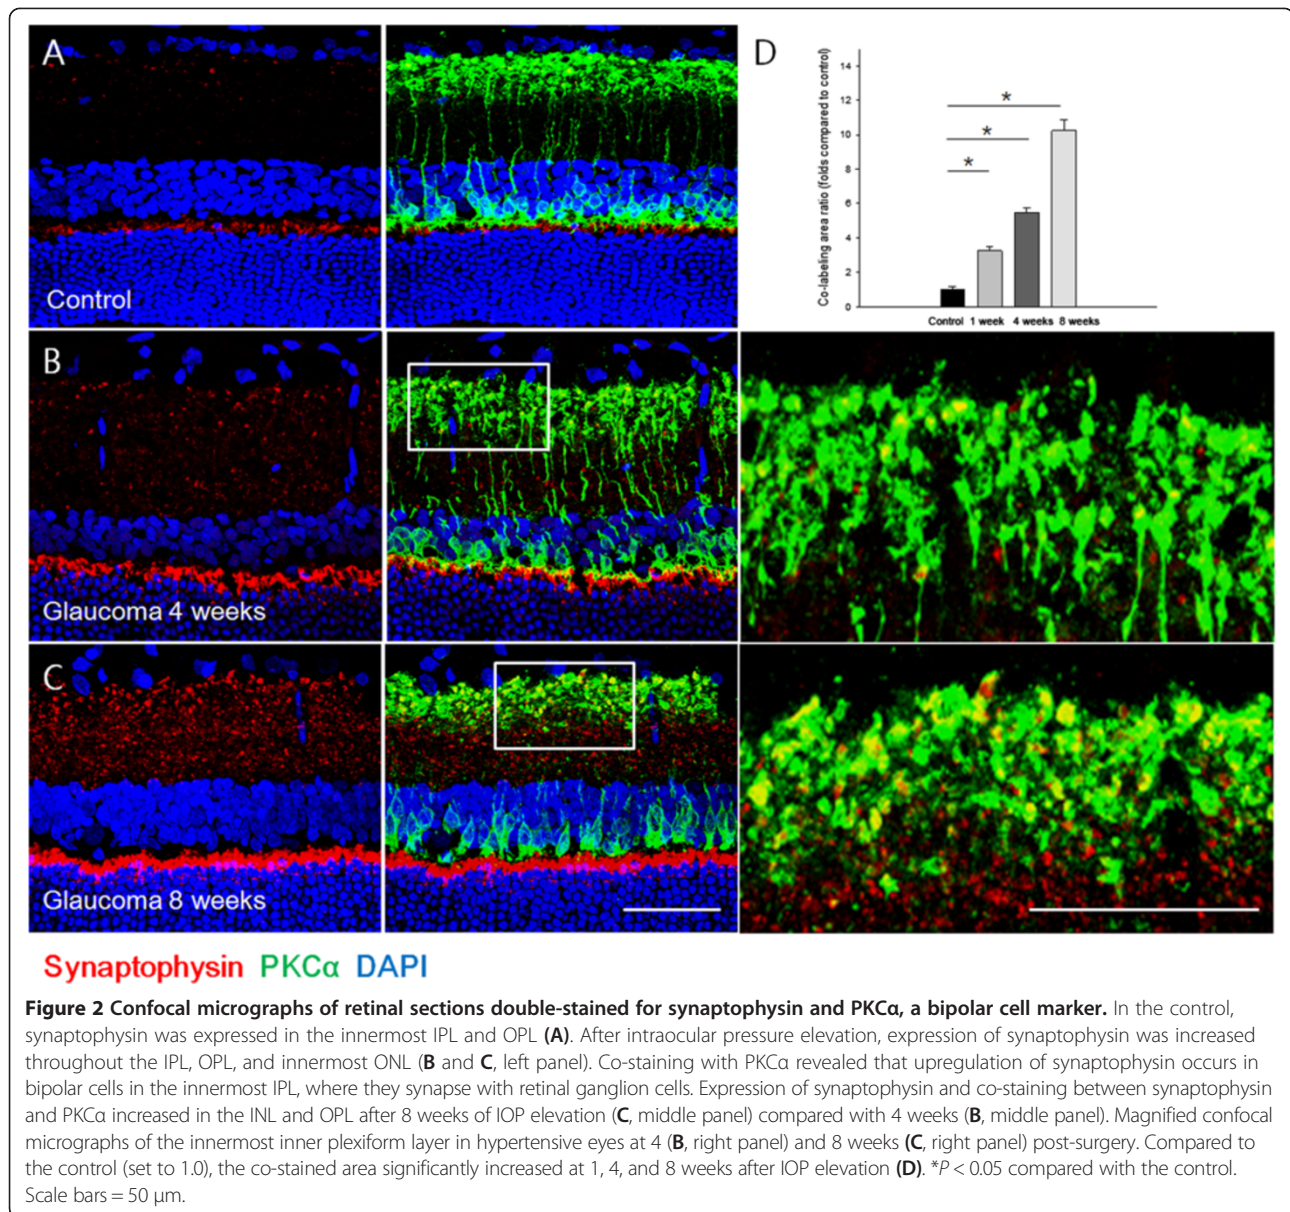 A
Control
D
Co-labeling area ratio (folds compared to control)
14
12
10
8
6
4
2
0
*
*
*
Control 1 week 4 weeks 8 weeks
B
Glaucoma 4 weeks
C
Glaucoma 8 weeks
Synaptophysin PKCα DAPI
Figure 2 Confocal micrographs of retinal sections double-stained for synaptophysin and PKCα, a bipolar cell marker. In the control,
synaptophysin was expressed in the innermost IPL and OPL (A). After intraocular pressure elevation, expression of synaptophysin was increased
throughout the IPL, OPL, and innermost ONL (B and C, left panel). Co-staining with PKCα revealed that upregulation of synaptophysin occurs in
bipolar cells in the innermost IPL, where they synapse with retinal ganglion cells. Expression of synaptophysin and co-staining between synaptophysin
and PKCα increased in the INL and OPL after 8 weeks of IOP elevation (C, middle panel) compared with 4 weeks (B, middle panel). Magnified confocal
micrographs of the innermost inner plexiform layer in hypertensive eyes at 4 (B, right panel) and 8 weeks (C, right panel) post-surgery. Compared to
the control (set to 1.0), the co-stained area significantly increased at 1, 4, and 8 weeks after IOP elevation (D). *P < 0.05 compared with the control.
Scale bars = 50 μm.